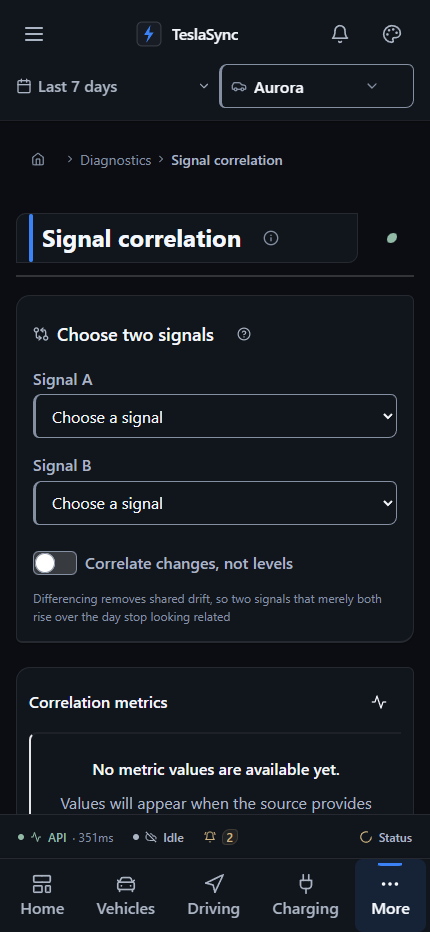 TeslaSync
Last 7 days
Aurora
Diagnostics
Signal correlation
Signal correlation
Choose two signals
Signal A
Choose a signal
Signal B
Choose a signal
Correlate changes, not levels
Differencing removes shared drift, so two signals that merely both
rise over the day stop looking related
Correlation metrics
No metric values are available yet.
Values will appear when the source provides
API · 351ms
Idle
2
Status
Home
Vehicles
Driving
Charging
More